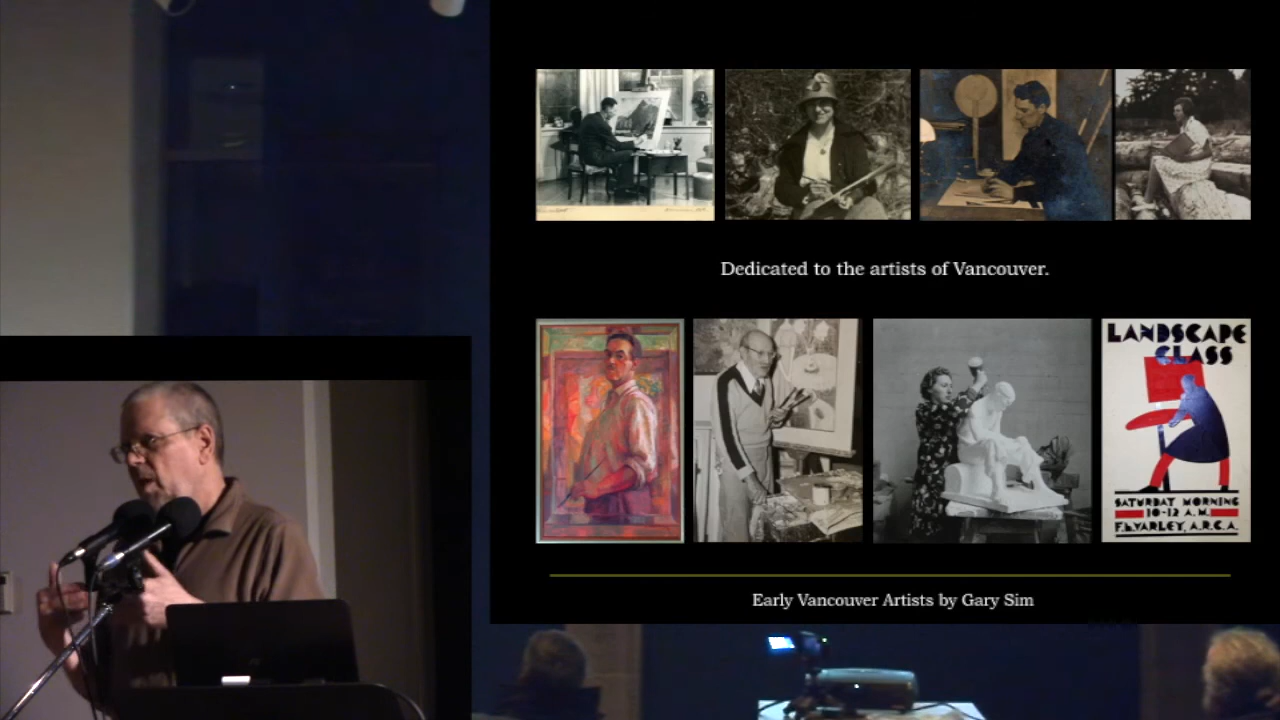 Dedicated to the artists of Vancouver.
LANDSCAPE
CLASS
SATURDAY MORNING
10-12 A.M.
F.H.VARLEY, A.R.C.A.
Early Vancouver Artists by Gary Sim